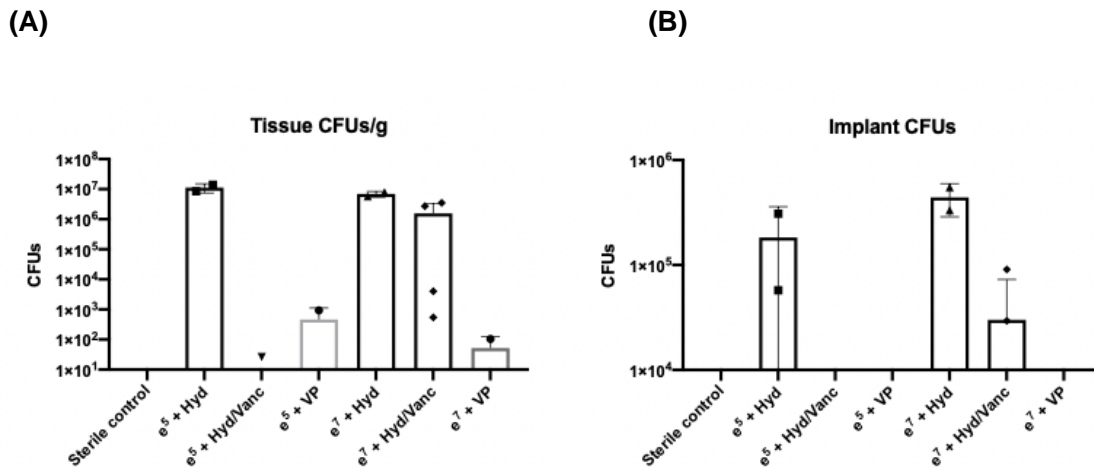 (A)
Tissue CFUs/g
CFUs
1×10⁸
1×10⁷
1×10⁶
1×10⁵
1×10⁴
1×10³
1×10²
1×10¹
Sterile control
e⁵ + Hyd
e⁵ + Hyd/Vanc
e⁵ + VP
e⁷ + Hyd
e⁷ + Hyd/Vanc
e⁷ + VP
(B)
Implant CFUs
CFUs
1×10⁶
1×10⁵
1×10⁴
Sterile control
e⁵ + Hyd
e⁵ + Hyd/Vanc
e⁵ + VP
e⁷ + Hyd
e⁷ + Hyd/Vanc
e⁷ + VP